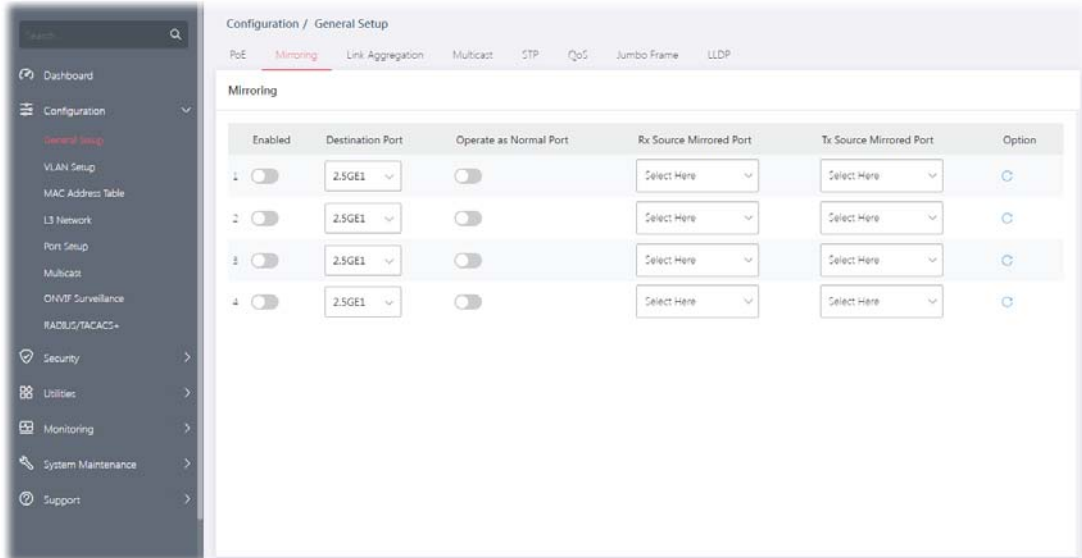 Search...
Dashboard
Configuration
General Setup
VLAN Setup
MAC Address Table
L3 Network
Port Setup
Multicast
ONVIF Surveillance
RADIUS/TACACS+
Security
Utilities
Monitoring
System Maintenance
Support
Configuration / General Setup
PoE Mirroring Link Aggregation Multicast STP QoS Jumbo Frame LLDP
Mirroring
Enabled Destination Port Operate as Normal Port Rx Source Mirrored Port Tx Source Mirrored Port Option
1 2.5GE1 Select Here Select Here
2 2.5GE1 Select Here Select Here
3 2.5GE1 Select Here Select Here
4 2.5GE1 Select Here Select Here